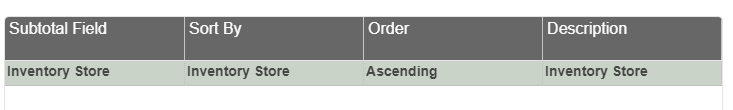 Subtotal Field Sort By Order Description
Inventory Store Inventory Store Ascending Inventory Store